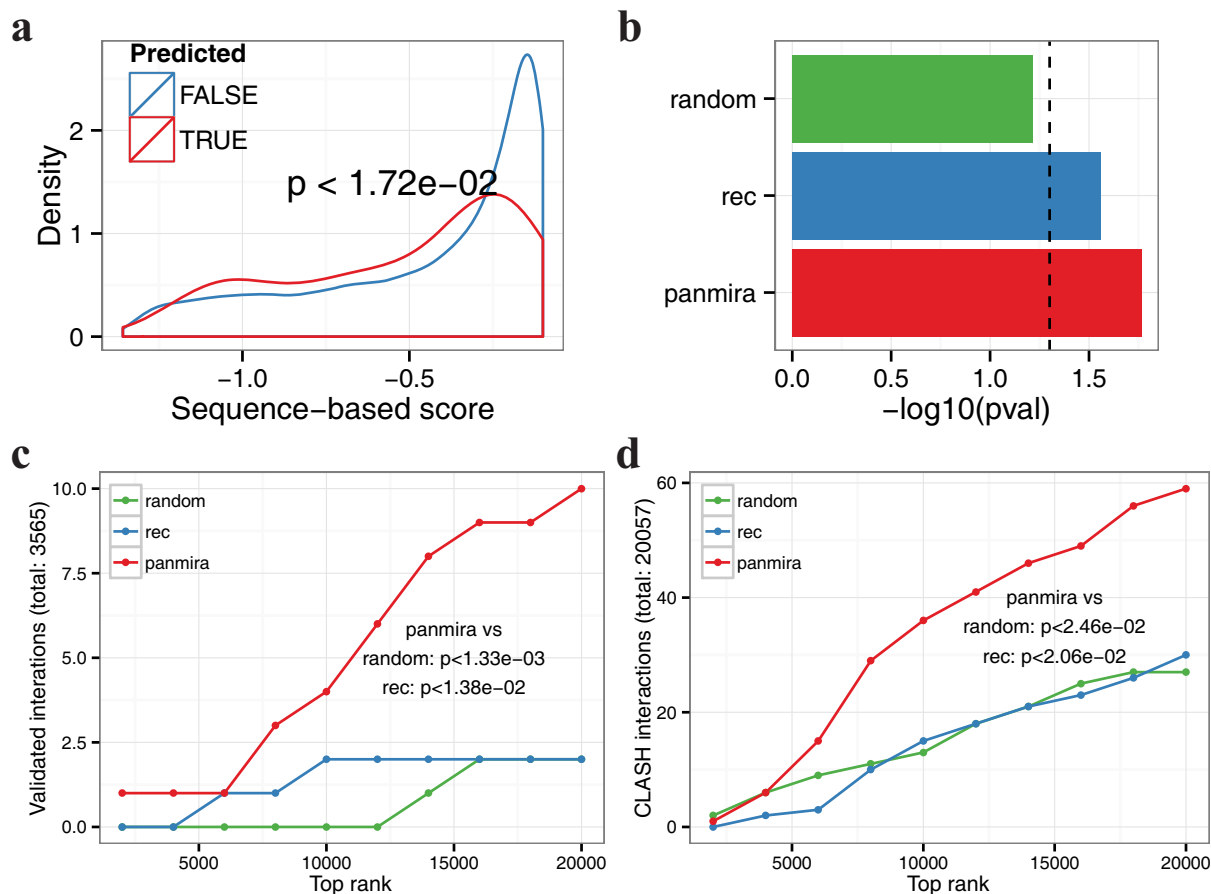 a
Predicted
FALSE
TRUE
p < 1.72e−02
Density
0
1
2
−1.0
−0.5
Sequence−based score
b
random
rec
panmira
0.0
0.5
1.0
1.5
−log10(pval)
c
random
rec
panmira
panmira vs
random: p<1.33e−03
rec: p<1.38e−02
Validated interations (total: 3565)
10.0
7.5
5.0
2.5
0.0
5000
10000
15000
20000
Top rank
d
random
rec
panmira
panmira vs
random: p<2.46e−02
rec: p<2.06e−02
CLASH interactions (total: 20057)
60
40
20
0
5000
10000
15000
20000
Top rank